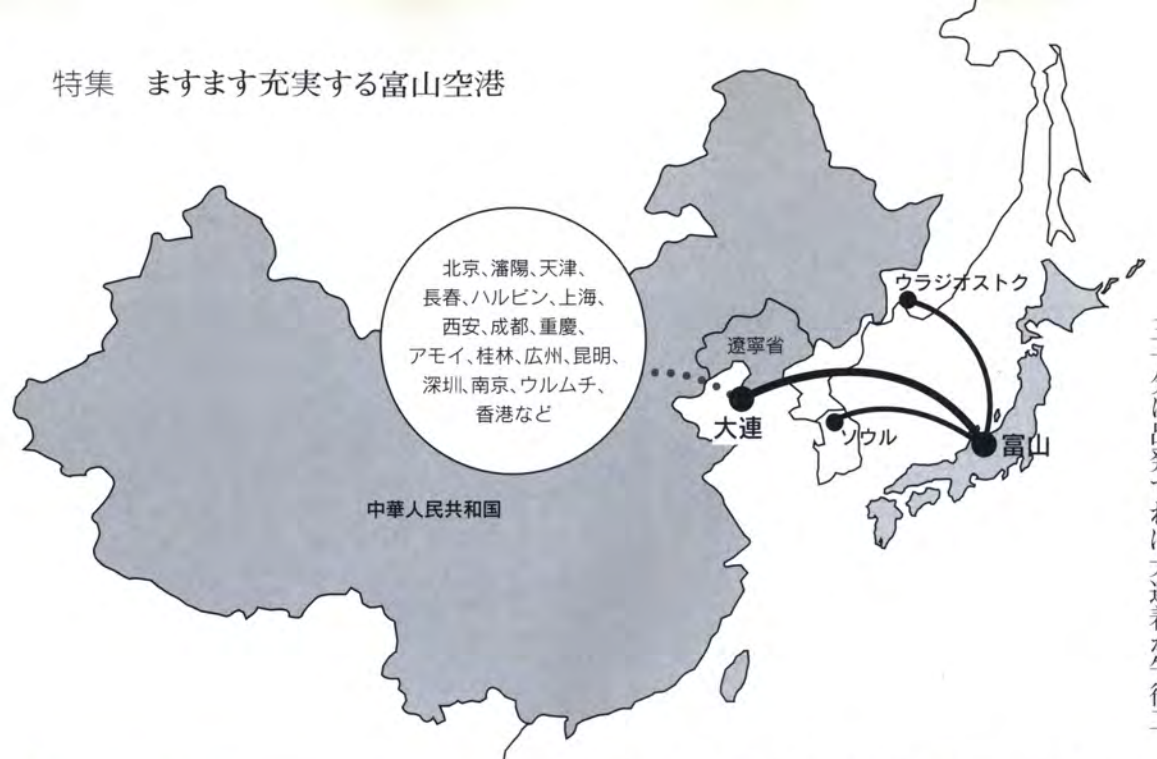 特集 ますます充実する富山空港
北京、瀋陽、天津、
長春、ハルビン、上海、
西安、成都、重慶、
アモイ、桂林、広州、昆明、
深圳、南京、ウルムチ、
香港など
ウラジオストク
遼寧省
大連
ソウル
富山
中華人民共和国